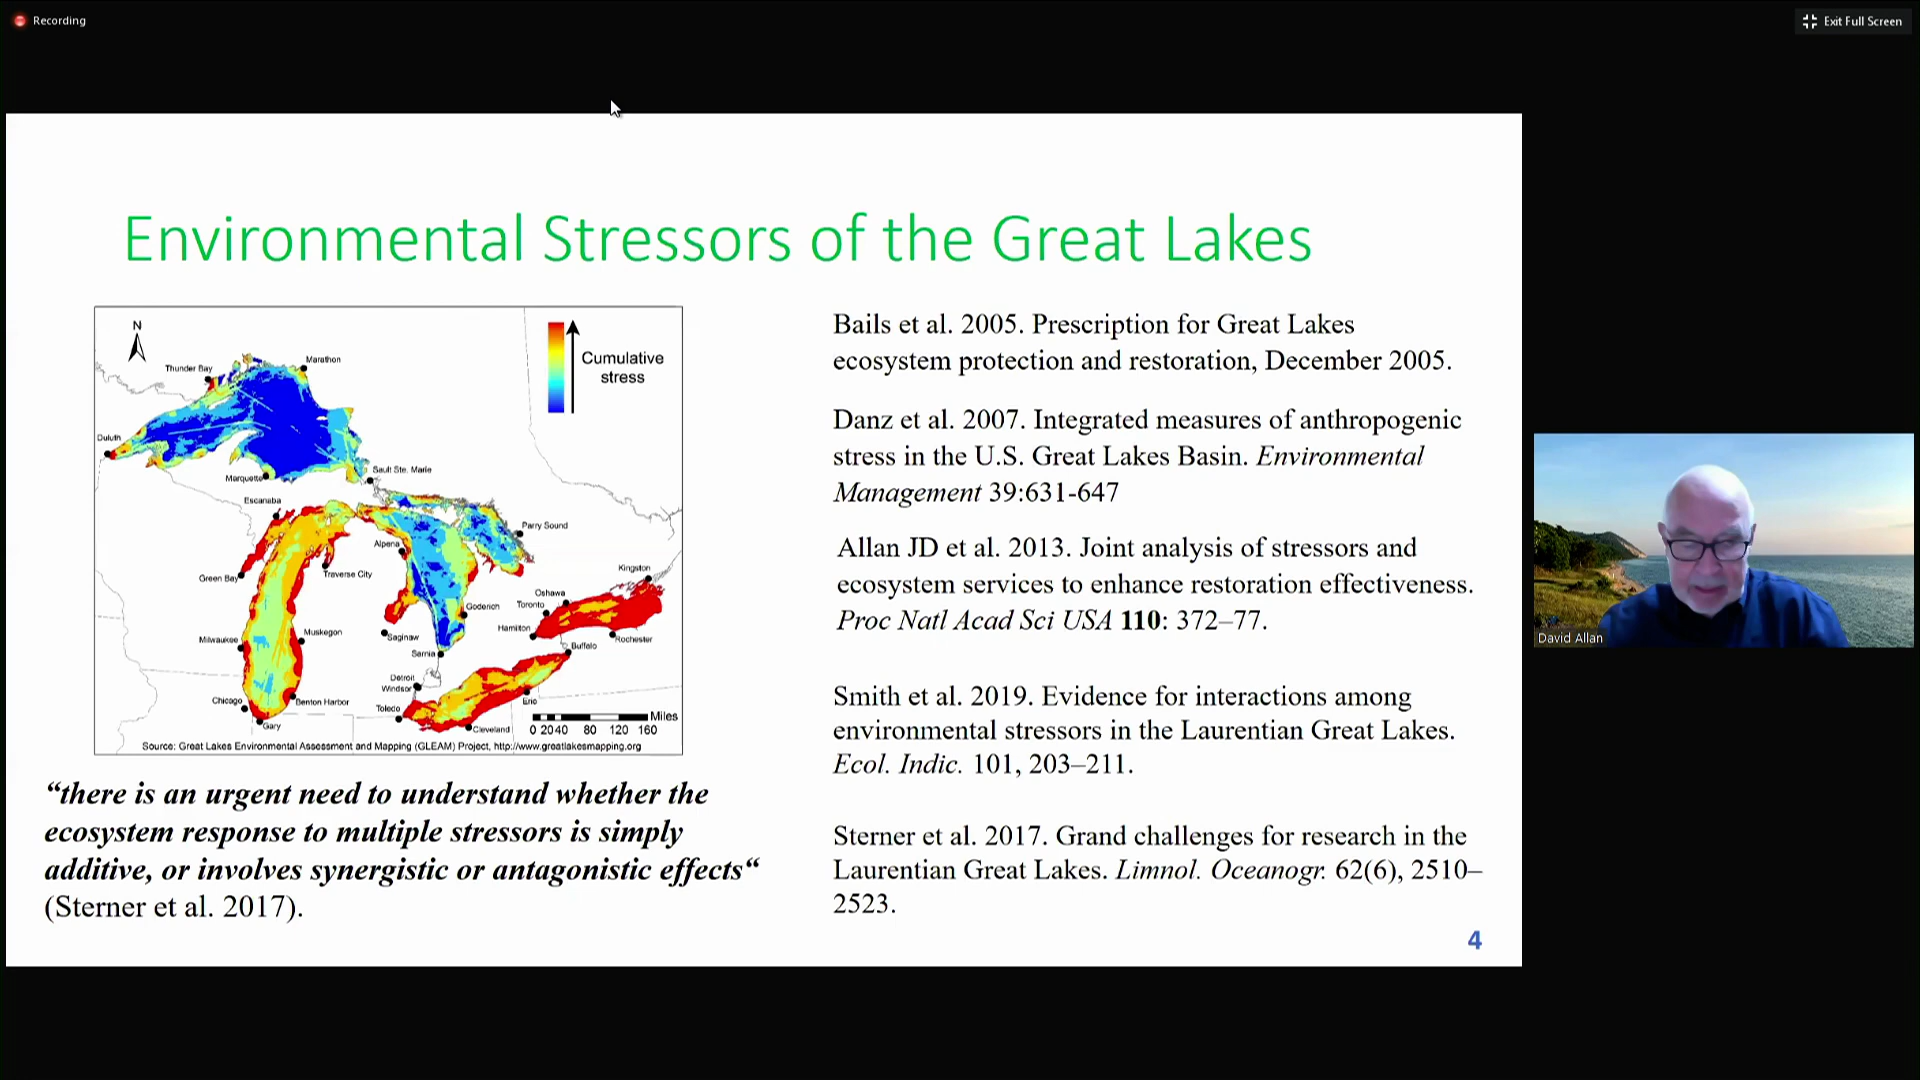 Recording
Exit Full Screen
Environmental Stressors of the Great Lakes
N
Cumulative
stress
Thunder Bay
Marathon
Duluth
Marquette
Sault Ste. Marie
Escanaba
Parry Sound
Alpena
Green Bay
Traverse City
Kingston
Oshawa
Toronto
Goderich
Hamilton
Saginaw
Rochester
Milwaukee
Muskegon
Sarnia
Buffalo
Detroit
Windsor
Chicago
Benton Harbor
Toledo
Erie
Gary
Cleveland
Miles
0 20 40 80 120 160
Source: Great Lakes Environmental Assessment and Mapping (GLEAM) Project, http://www.greatlakesmapping.org
“there is an urgent need to understand whether the
ecosystem response to multiple stressors is simply
additive, or involves synergistic or antagonistic effects“
(Sterner et al. 2017).
Bails et al. 2005. Prescription for Great Lakes
ecosystem protection and restoration, December 2005.
Danz et al. 2007. Integrated measures of anthropogenic
stress in the U.S. Great Lakes Basin. Environmental
Management 39:631-647
Allan JD et al. 2013. Joint analysis of stressors and
ecosystem services to enhance restoration effectiveness.
Proc Natl Acad Sci USA 110: 372–77.
Smith et al. 2019. Evidence for interactions among
environmental stressors in the Laurentian Great Lakes.
Ecol. Indic. 101, 203–211.
Sterner et al. 2017. Grand challenges for research in the
Laurentian Great Lakes. Limnol. Oceanogr. 62(6), 2510–
2523.
4
David Allan